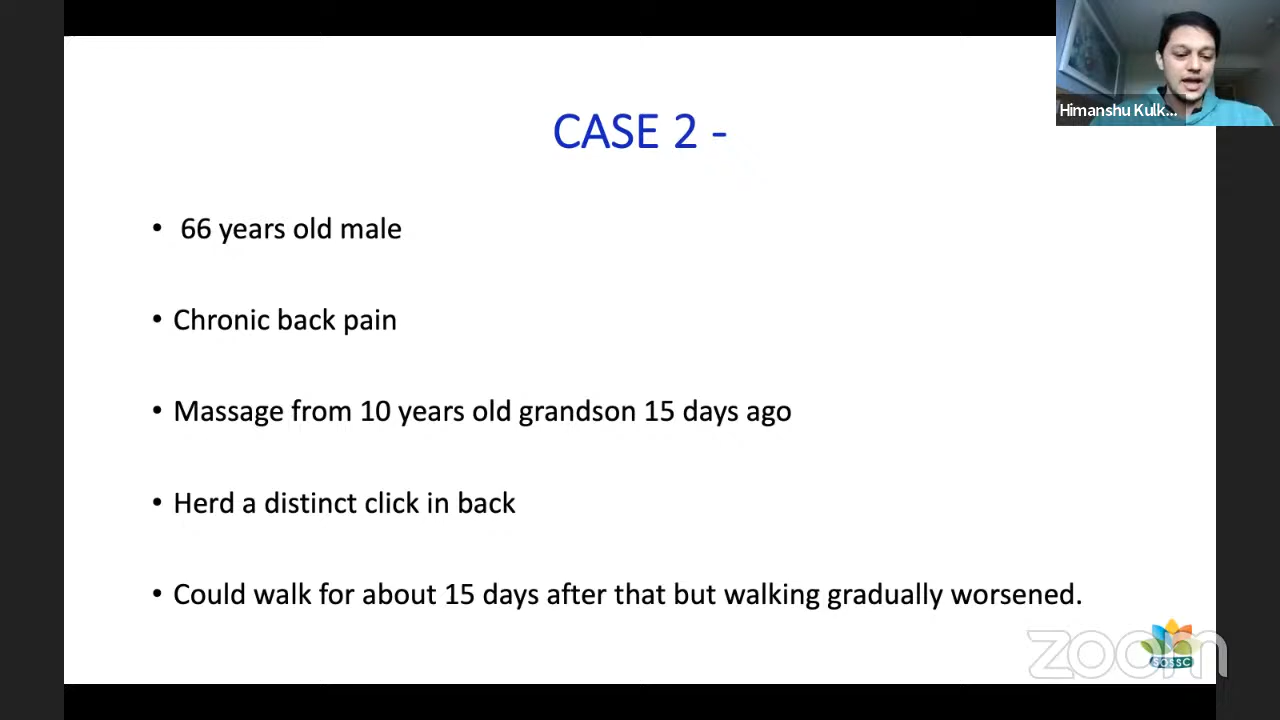 Himanshu Kulk...
CASE 2 -
• 66 years old male
• Chronic back pain
• Massage from 10 years old grandson 15 days ago
• Herd a distinct click in back
• Could walk for about 15 days after that but walking gradually worsened.
zoom
SOSSC